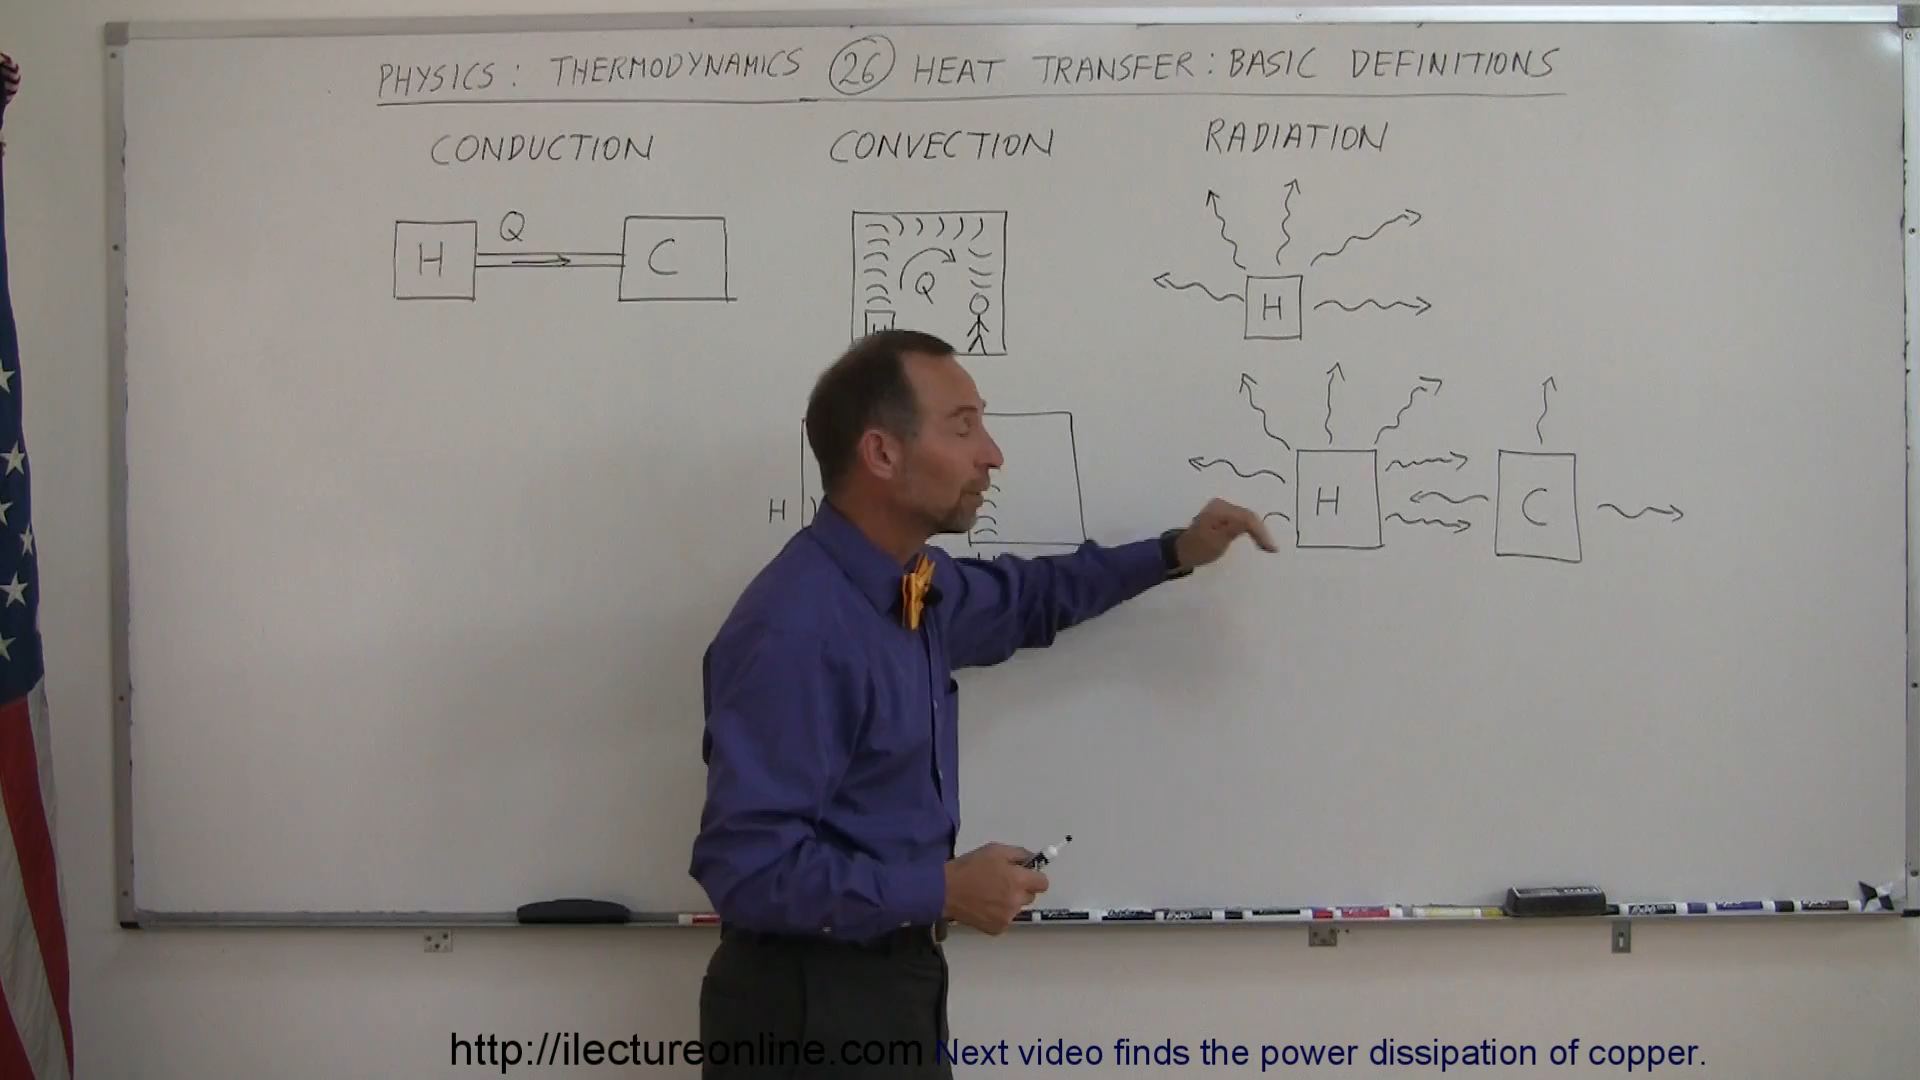 PHYSICS: THERMODYNAMICS 26 HEAT TRANSFER: BASIC DEFINITIONS
CONDUCTION
CONVECTION
RADIATION
Q
H
C
Q
H
H
H
H
C
http://ilectureonline.com
Next video finds the power dissipation of copper.